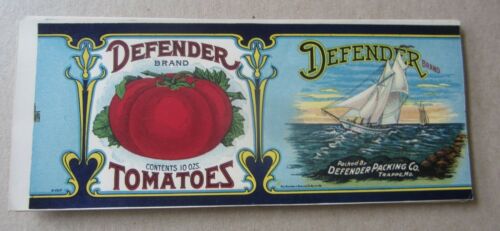 DEFENDER
BRAND
CONTENTS 10 OZS.
TOMATOES
DEFENDER
BRAND
Packed By
DEFENDER PACKING CO.
TRAPPE, MD.